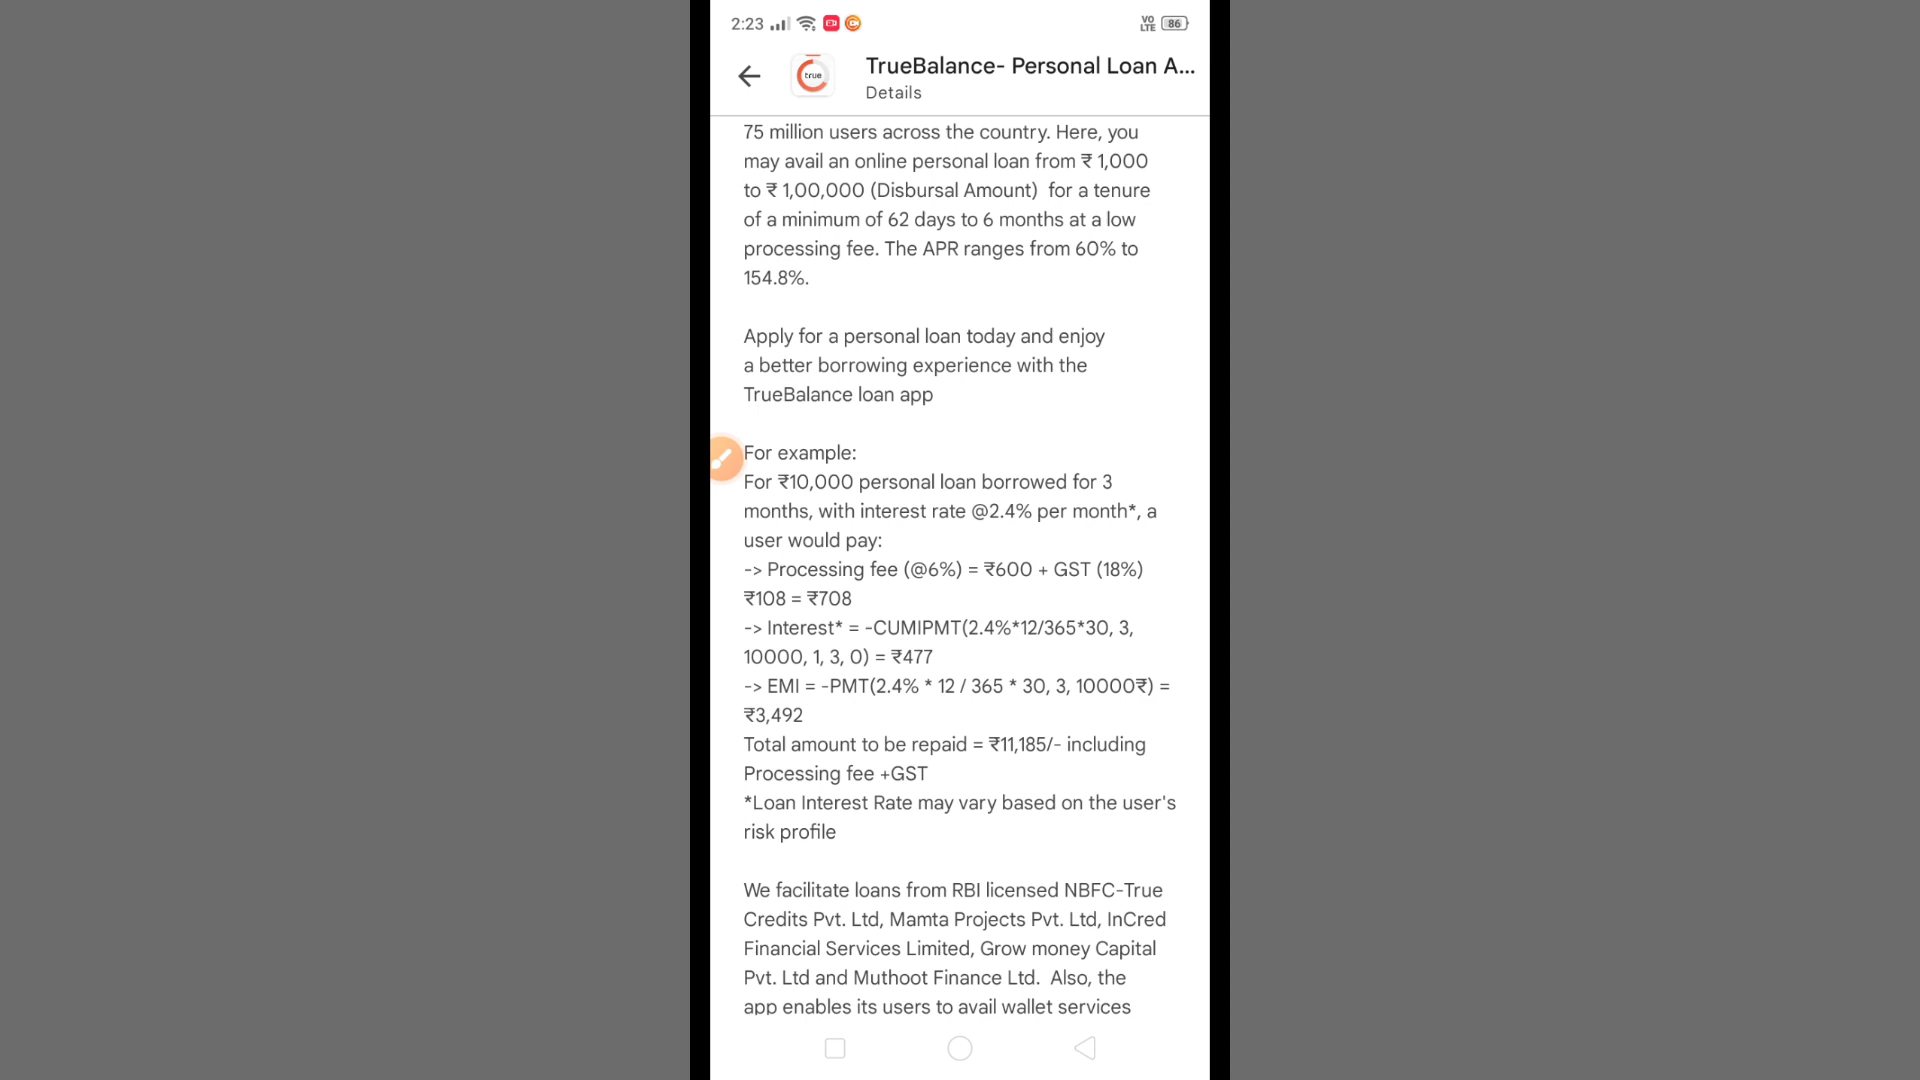 2:23
VO
LTE
86
true
TrueBalance- Personal Loan A...
Details
75 million users across the country. Here, you
may avail an online personal loan from ₹ 1,000
to ₹ 1,00,000 (Disbursal Amount)  for a tenure
of a minimum of 62 days to 6 months at a low
processing fee. The APR ranges from 60% to
154.8%.
Apply for a personal loan today and enjoy
a better borrowing experience with the
TrueBalance loan app
For example:
For ₹10,000 personal loan borrowed for 3
months, with interest rate @2.4% per month*, a
user would pay:
-> Processing fee (@6%) = ₹600 + GST (18%)
₹108 = ₹708
-> Interest* = -CUMIPMT(2.4%*12/365*30, 3,
10000, 1, 3, 0) = ₹477
-> EMI = -PMT(2.4% * 12 / 365 * 30, 3, 10000₹) =
₹3,492
Total amount to be repaid = ₹11,185/- including
Processing fee +GST
*Loan Interest Rate may vary based on the user's
risk profile
We facilitate loans from RBI licensed NBFC-True
Credits Pvt. Ltd, Mamta Projects Pvt. Ltd, InCred
Financial Services Limited, Grow money Capital
Pvt. Ltd and Muthoot Finance Ltd.  Also, the
app enables its users to avail wallet services